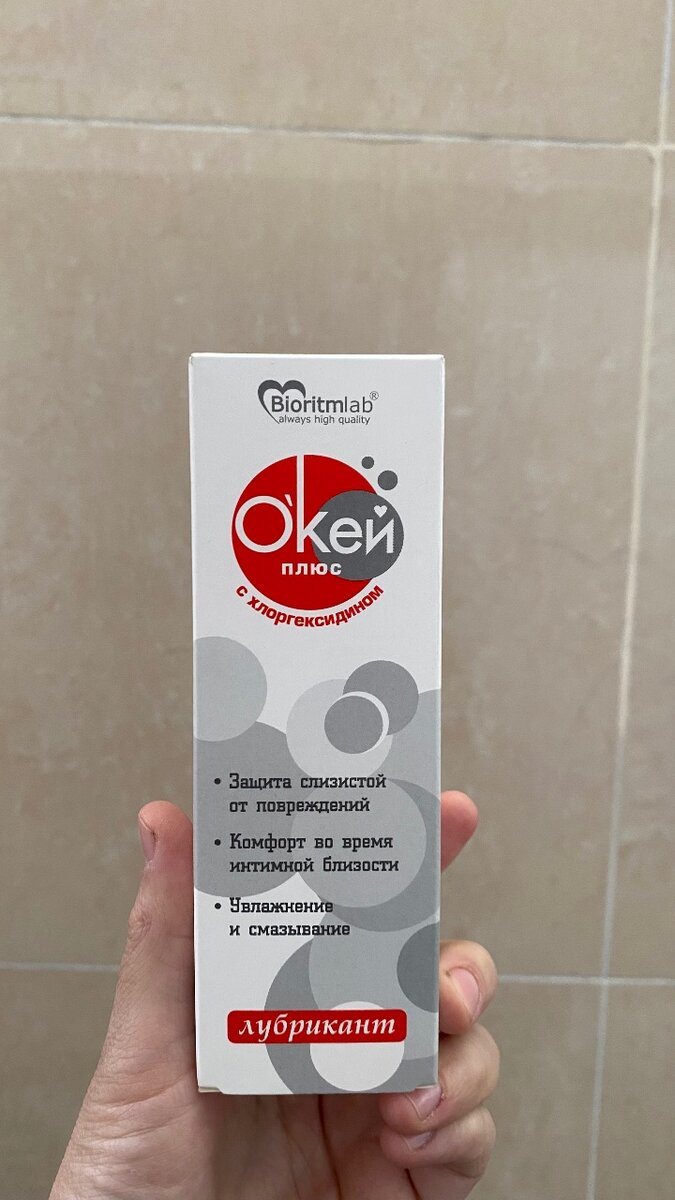 Bioritmlab®
always high quality
О'кей
плюс
с хлоргексидином
• Защита слизистой
от повреждений
• Комфорт во время
интимной близости
• Увлажнение
и смазывание
лубрикант